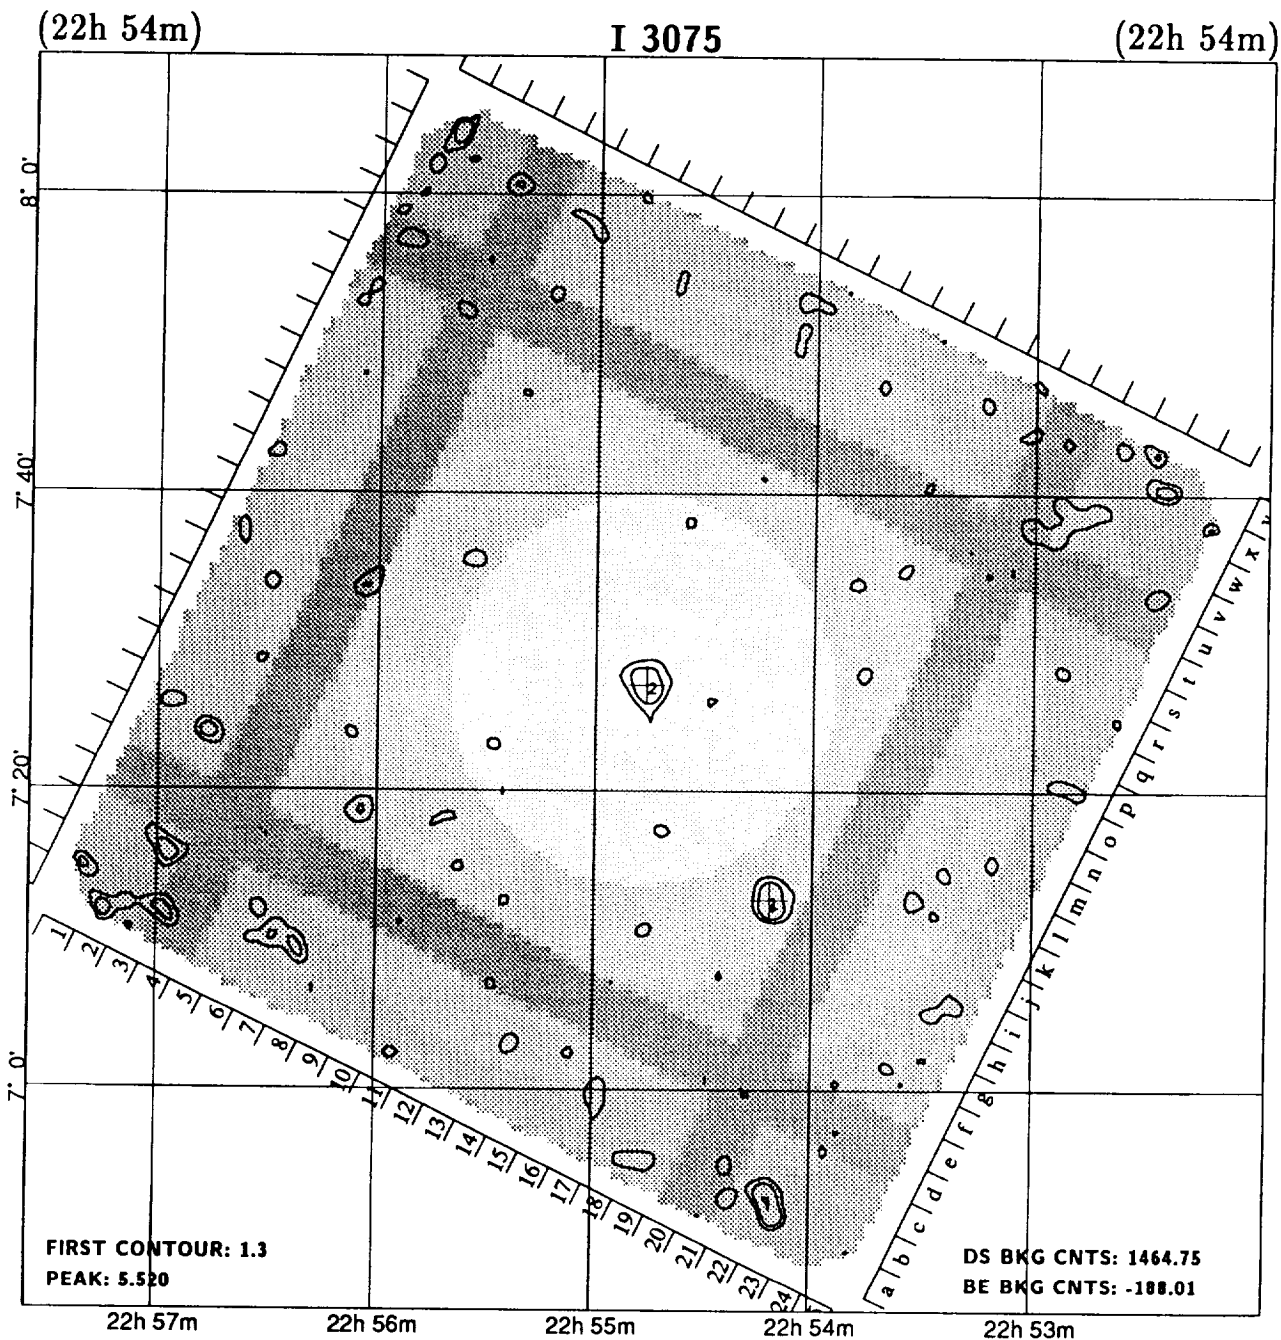 (22h 54m) I 3075 (22h 54m)
8° 0'
7° 40'
7° 20'
7° 0'
2
3
1
1 2 3 4 5 6 7 8 9 10 11 12 13 14 15 16 17 18 19 20 21 22 23 24
a b c d e f g h i j k l m n o p q r s t u v w x
FIRST CONTOUR: 1.3
PEAK: 5.520
DS BKG CNTS: 1464.75
BE BKG CNTS: -188.01
22h 57m 22h 56m 22h 55m 22h 54m 22h 53m